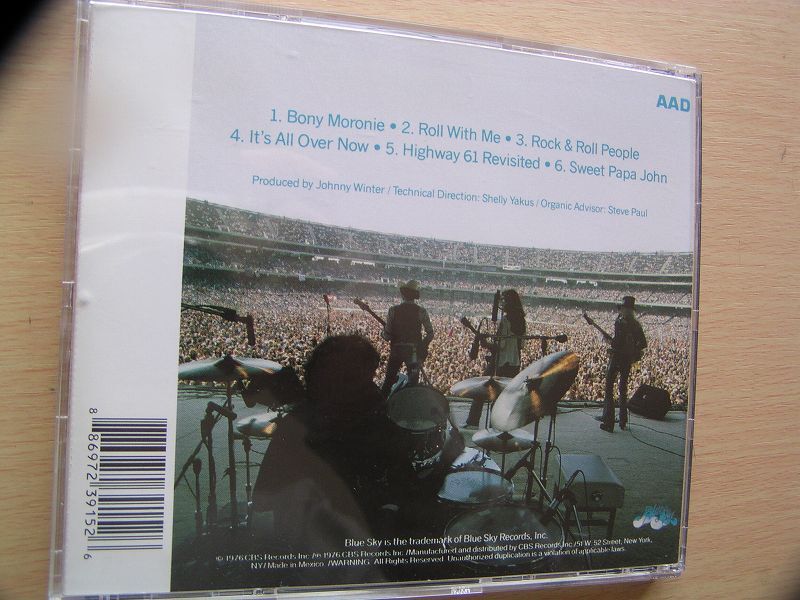 AAD
1. Bony Moronie • 2. Roll With Me • 3. Rock & Roll People
4. It's All Over Now • 5. Highway 61 Revisited • 6. Sweet Papa John
Produced by Johnny Winter / Technical Direction: Shelly Yakus / Organic Advisor: Steve Paul
8 86972 39152 6
Blue Sky is the trademark of Blue Sky Records, Inc.
© 1976 CBS Records Inc./℗ 1976 CBS Records Inc./Manufactured and distributed by CBS Records Inc./51 W. 52 Street, New York,
NY/Made in Mexico. /WARNING: All Rights Reserved. Unauthorized duplication is a violation of applicable laws.